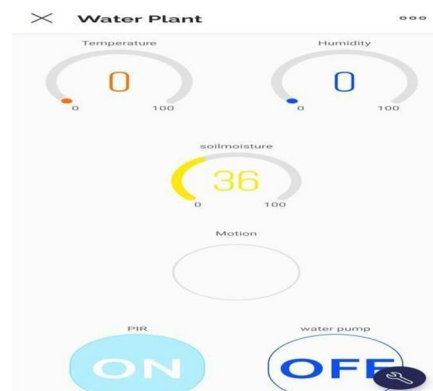 Water Plant
Temperature Humidity
0 0
0 100 0 100
soilmoisture
36
0 100
Motion
PIR water pump
ON OFF